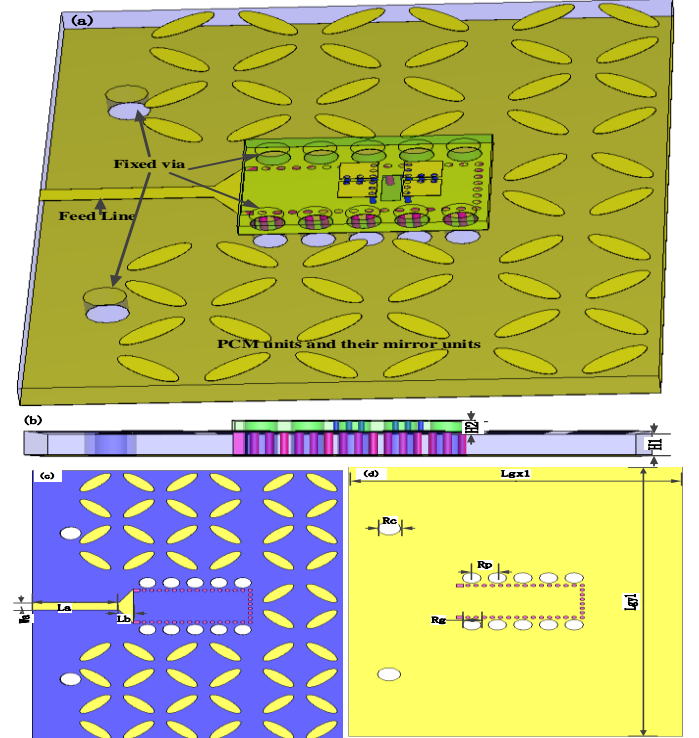 (a)
Fixed via
Feed Line
PCM units and their mirror units
(b)
H2
H1
(c)
(d)
Lgx1
Rc
Rp
La
Lb
Rg
Lgy1